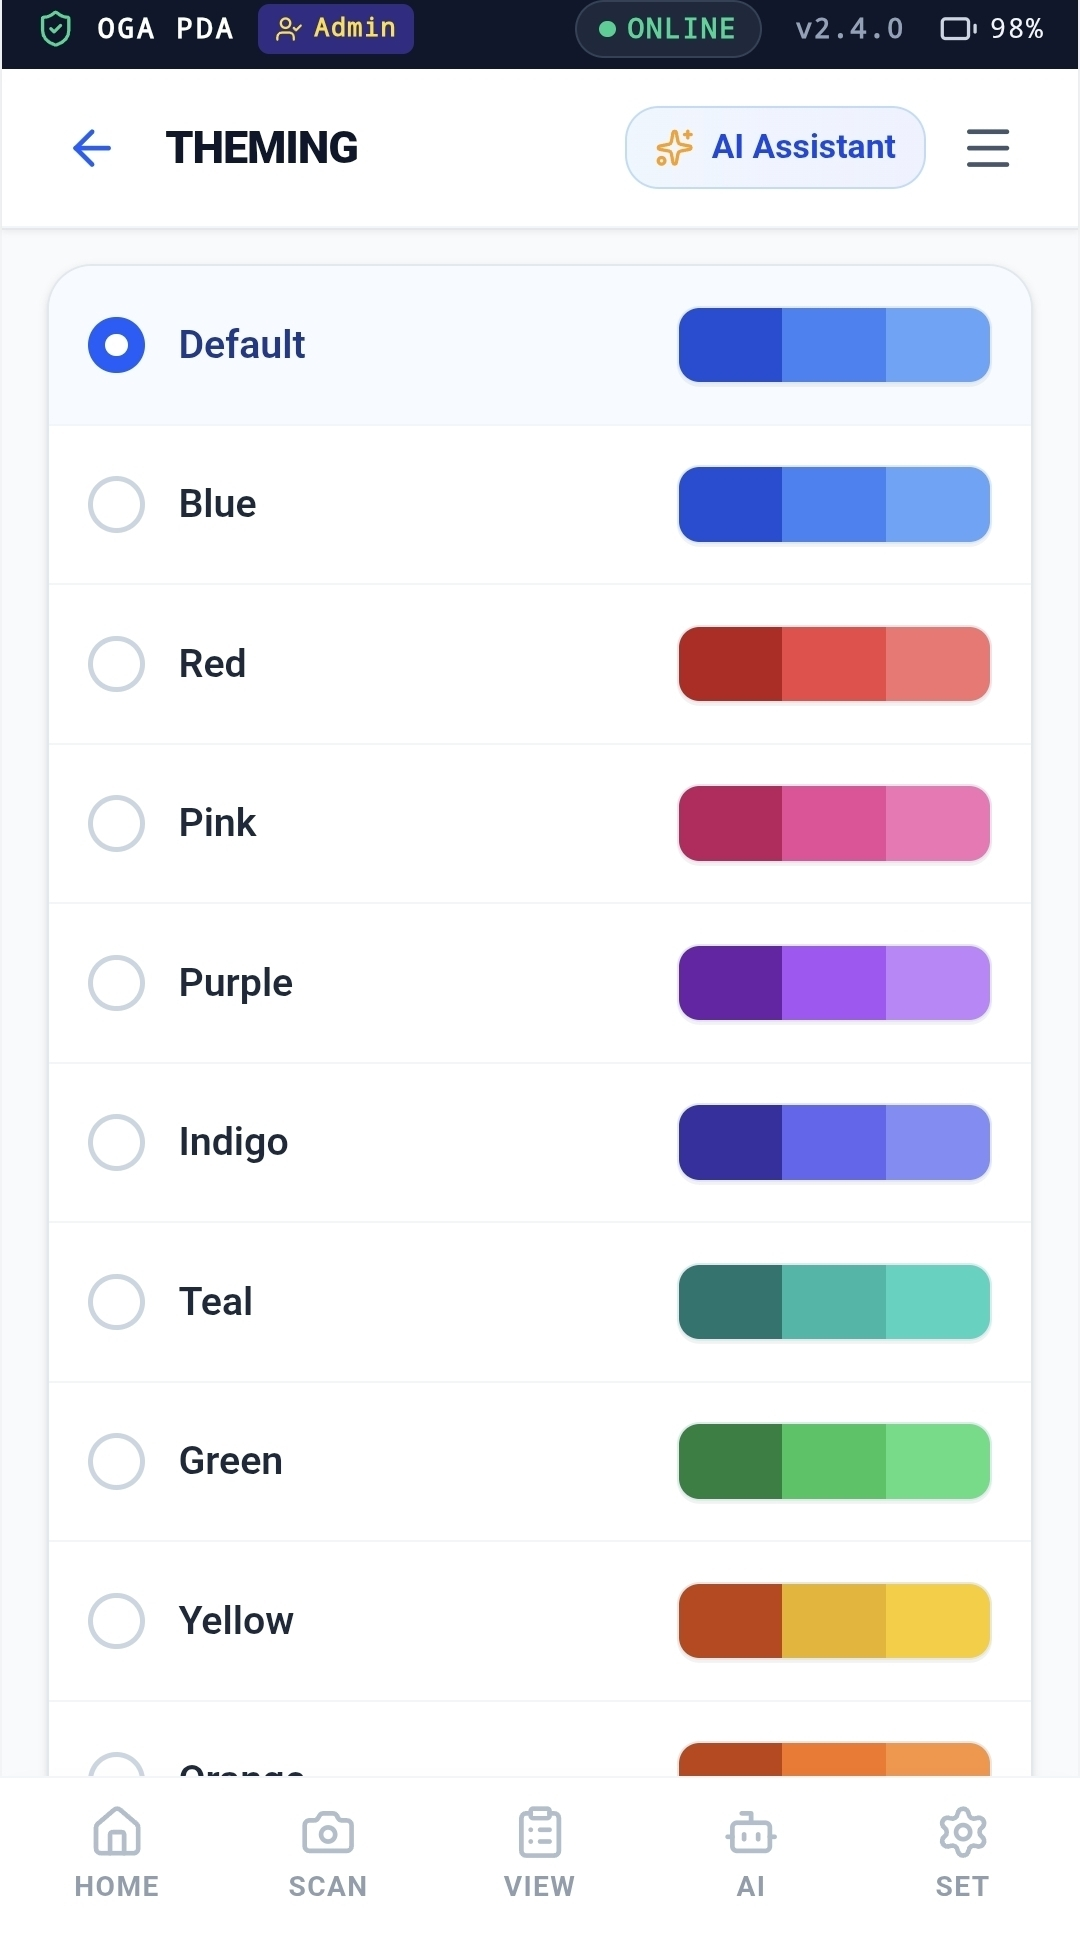 OGA PDA Admin ONLINE v2.4.0 98%
THEMING AI Assistant
Default
Blue
Red
Pink
Purple
Indigo
Teal
Green
Yellow
Orange
HOME SCAN VIEW AI SET